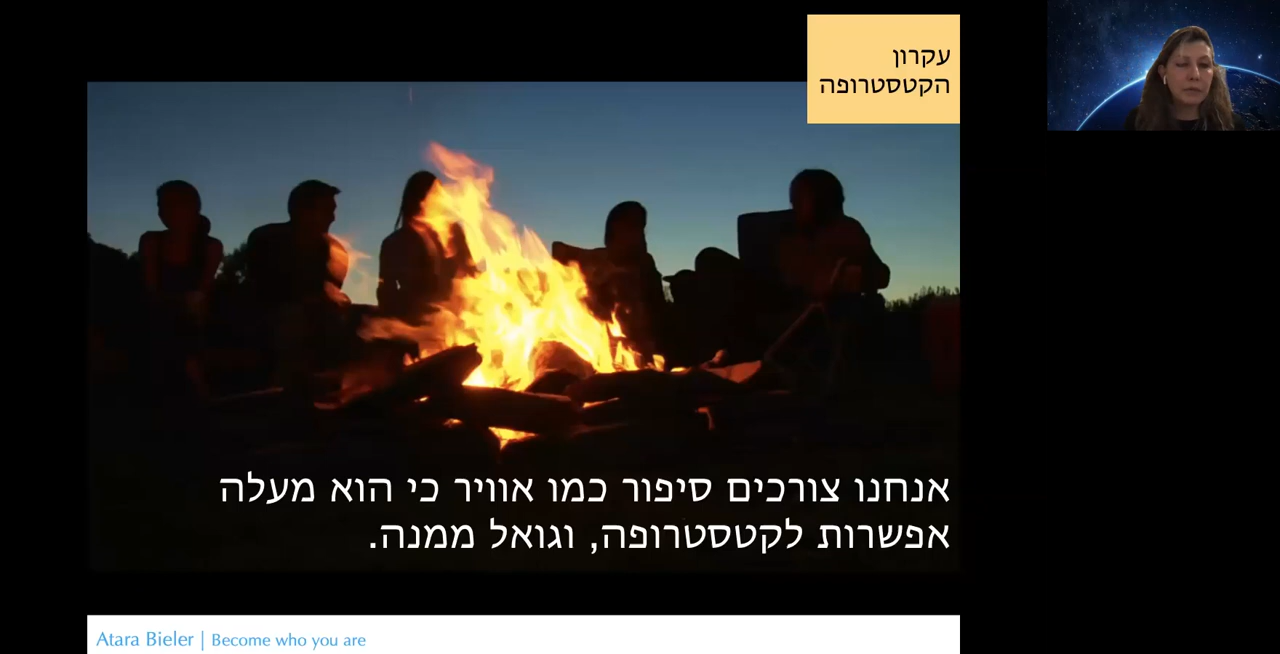 עקרון
הקטסטרופה
אנחנו צורכים סיפור כמו אוויר כי הוא מעלה
אפשרות לקטסטרופה, וגואל ממנה.
Atara Bieler | Become who you are